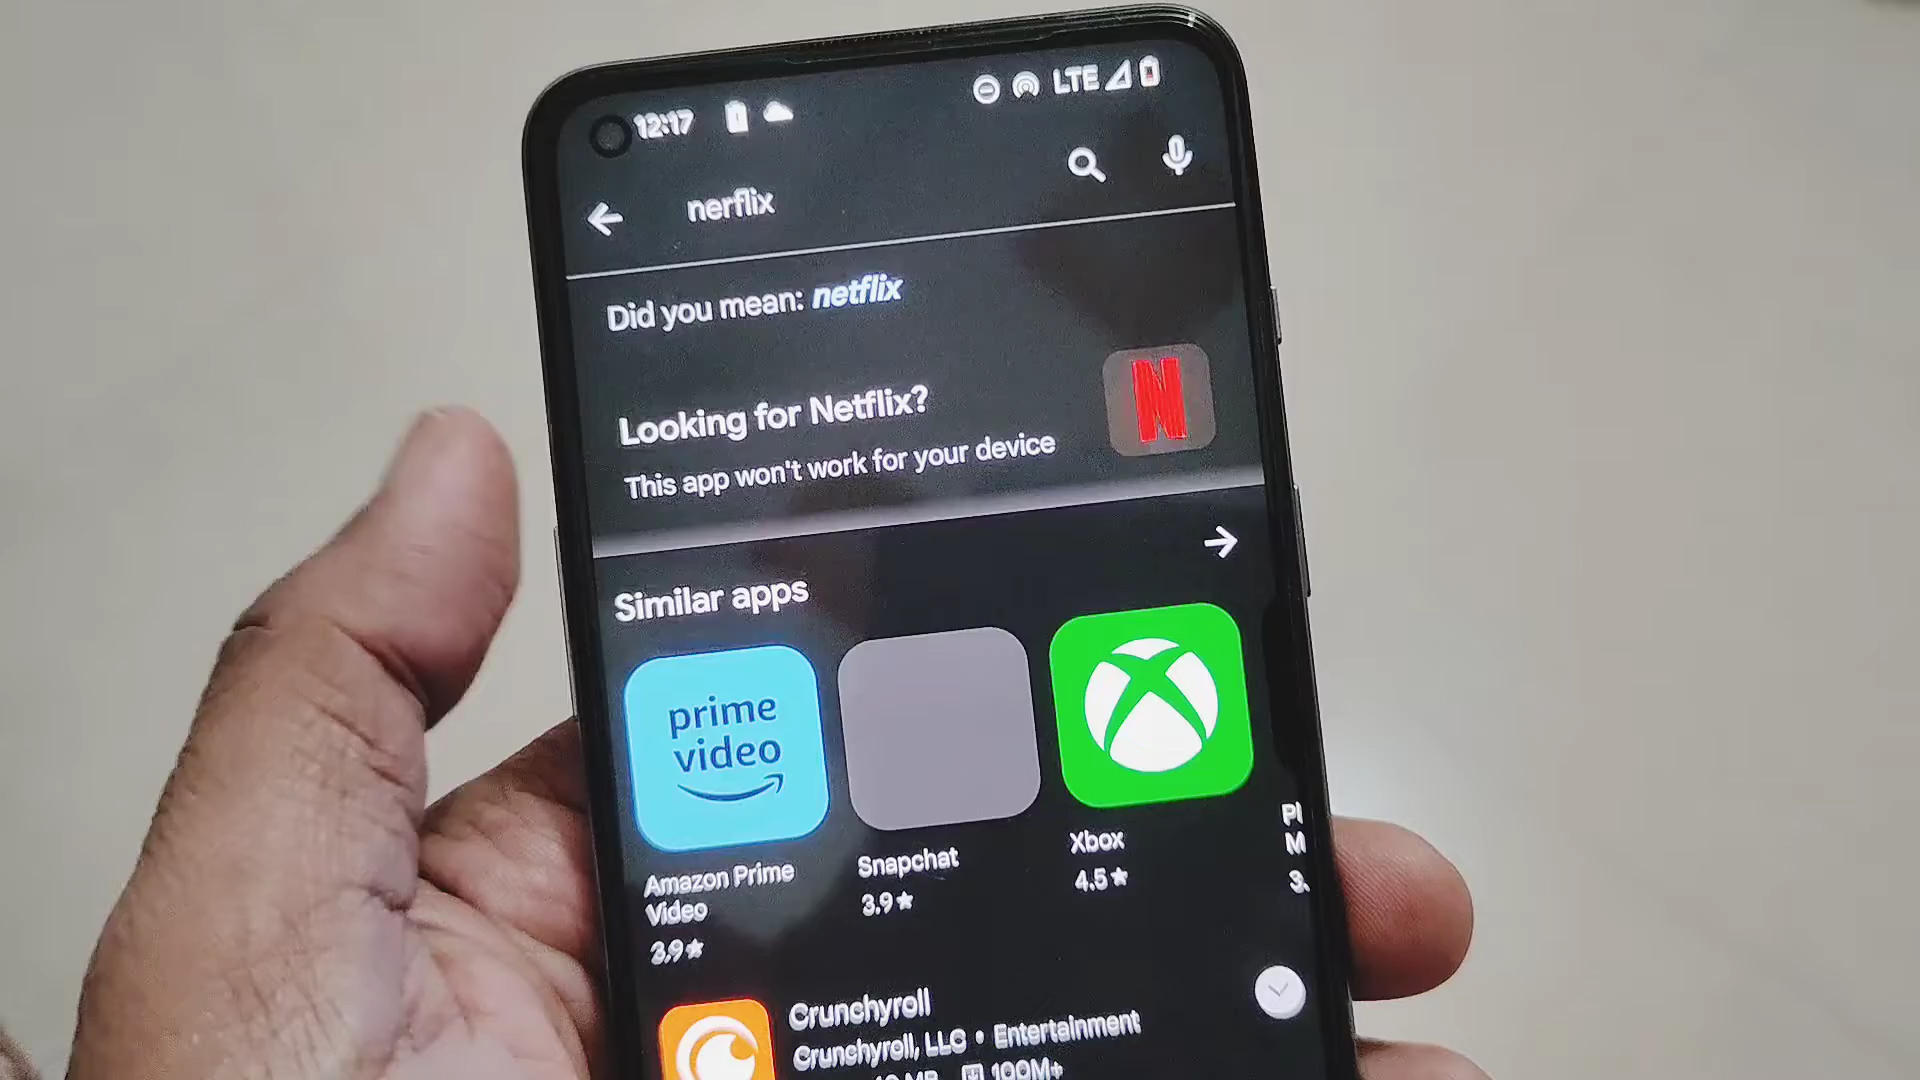 12:17 LTE
nerflix
Did you mean: netflix
Looking for Netflix?
This app won't work for your device
N
Similar apps
prime
video
Amazon Prime
Video
3.9★
Snapchat
3.9★
Xbox
4.5★
Pl
M
3.
Crunchyroll
Crunchyroll, LLC • Entertainment
100M+